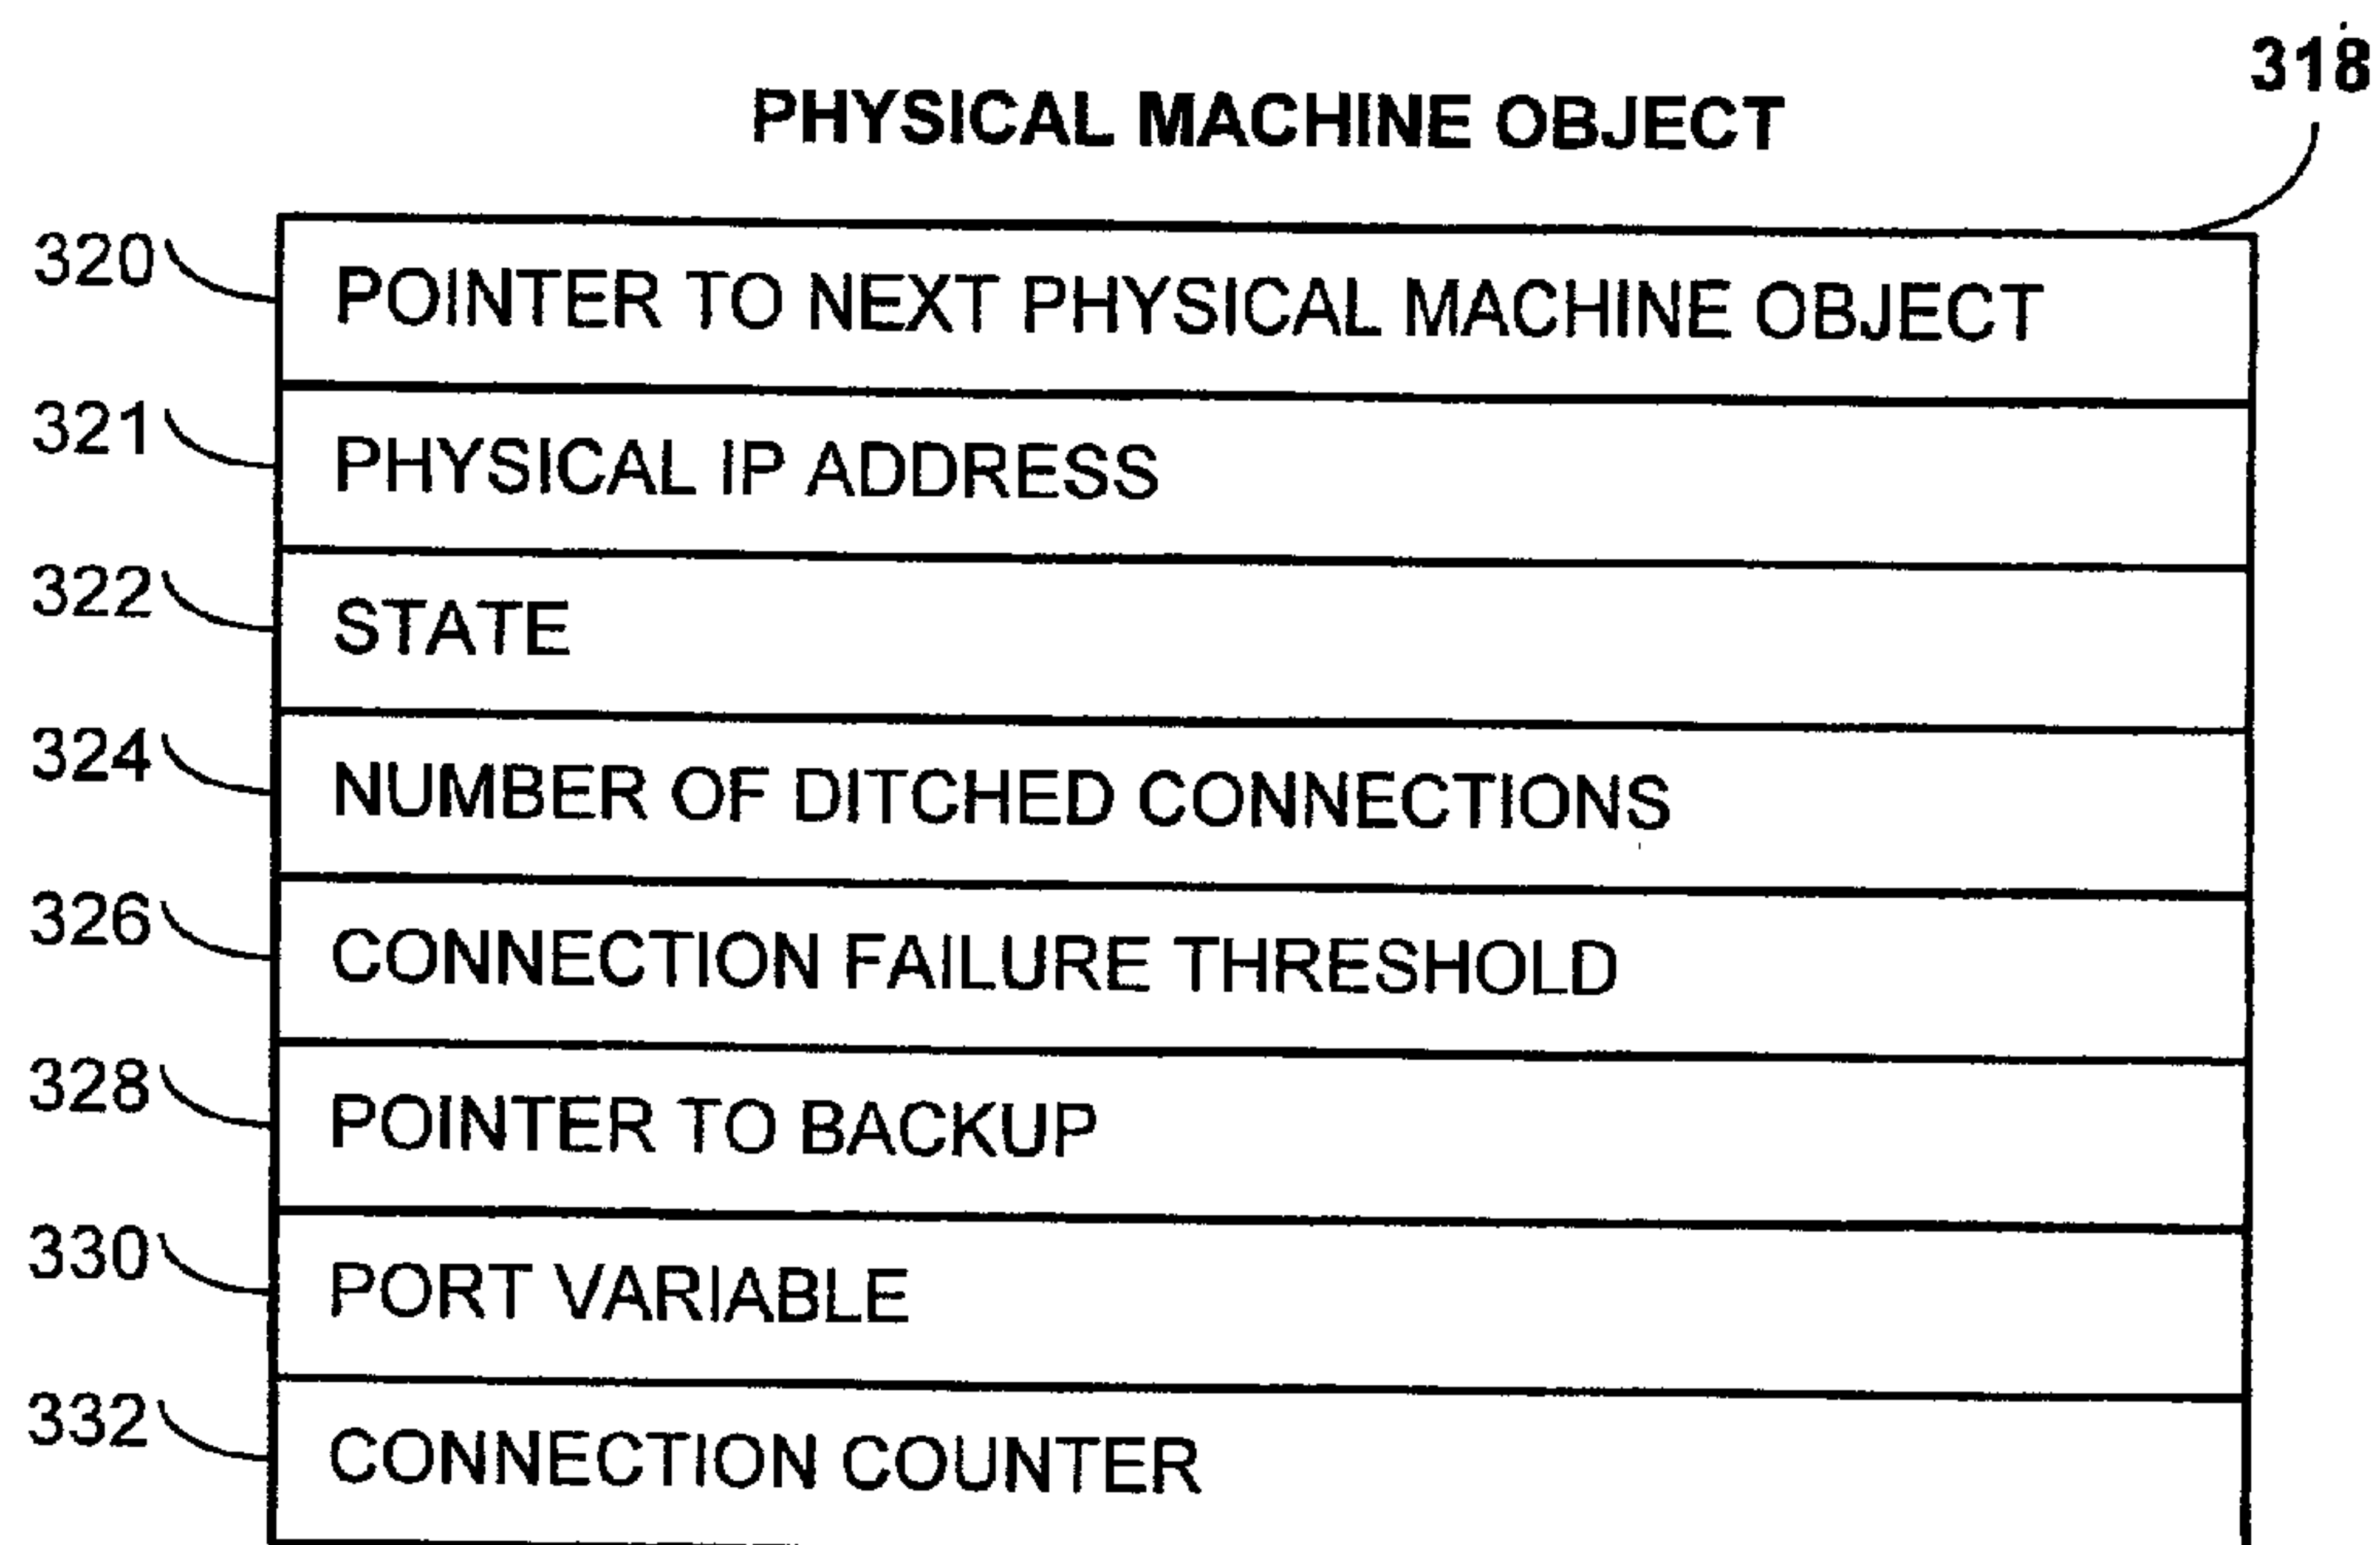 318
PHYSICAL MACHINE OBJECT
320 POINTER TO NEXT PHYSICAL MACHINE OBJECT
321 PHYSICAL IP ADDRESS
322 STATE
324 NUMBER OF DITCHED CONNECTIONS
326 CONNECTION FAILURE THRESHOLD
328 POINTER TO BACKUP
330 PORT VARIABLE
332 CONNECTION COUNTER